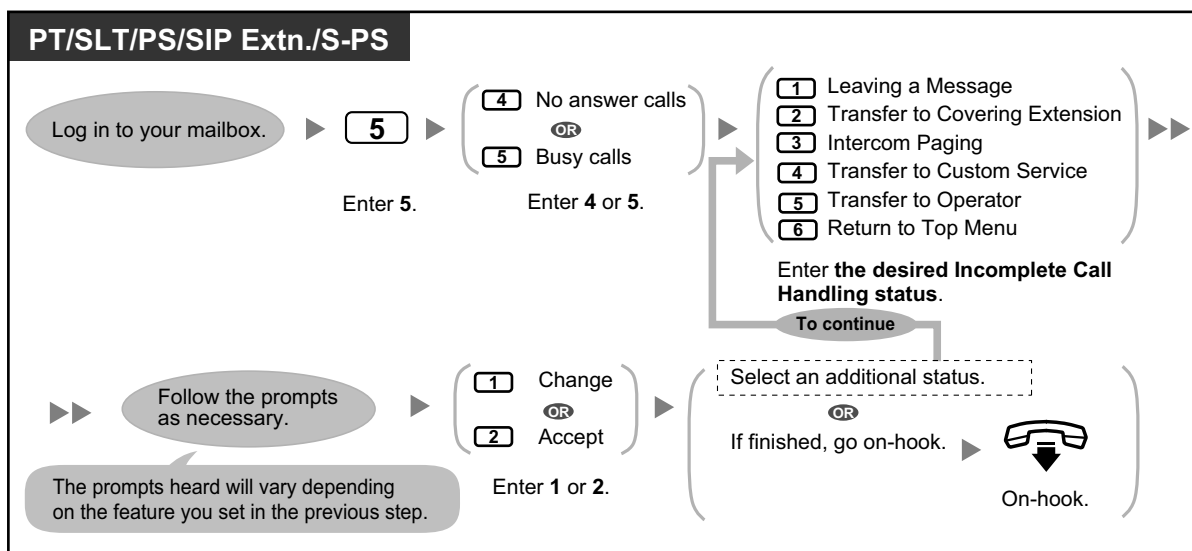 PT/SLT/PS/SIP Extn./S-PS
Log in to your mailbox.
5
Enter 5.
4 No answer calls
OR
5 Busy calls
Enter 4 or 5.
1 Leaving a Message
2 Transfer to Covering Extension
3 Intercom Paging
4 Transfer to Custom Service
5 Transfer to Operator
6 Return to Top Menu
Enter the desired Incomplete Call
Handling status.
To continue
Follow the prompts
as necessary.
The prompts heard will vary depending
on the feature you set in the previous step.
1 Change
OR
2 Accept
Enter 1 or 2.
Select an additional status.
OR
If finished, go on-hook.
On-hook.